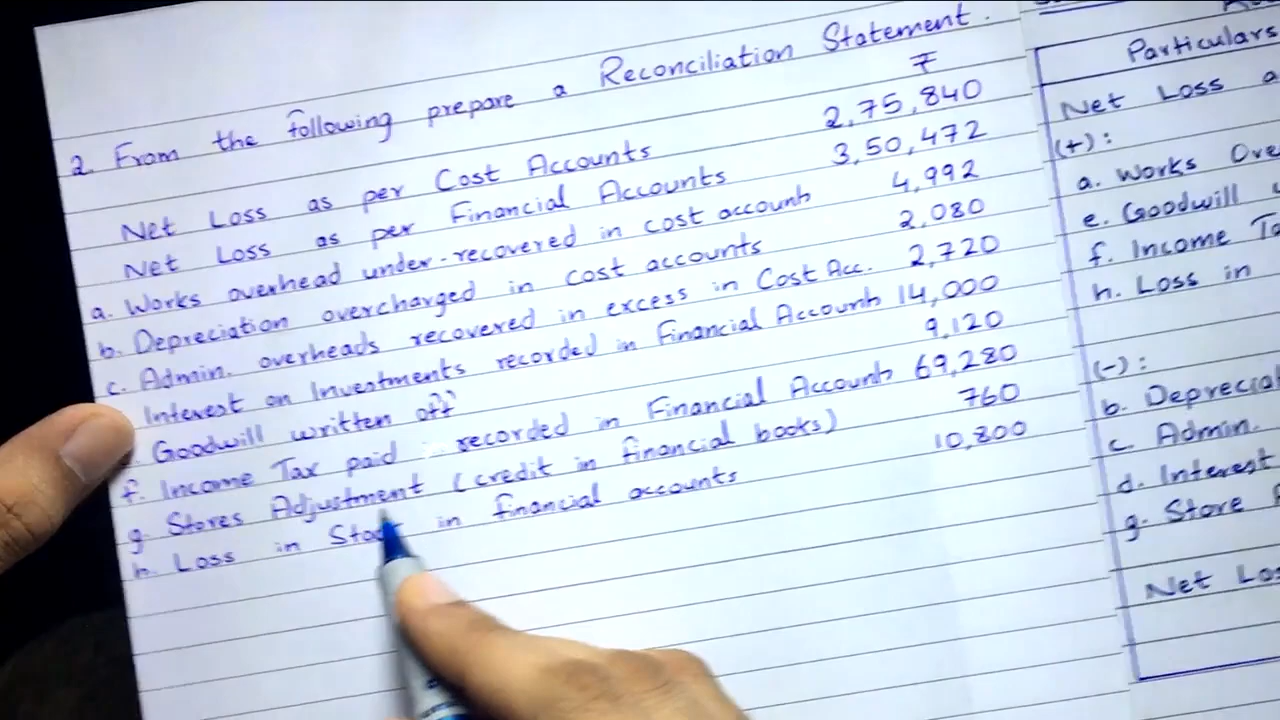 2. From the following prepare a Reconciliation Statement.
₹
Net Loss as per Cost Accounts 2,75,840
Net Loss as per Financial Accounts 3,50,472
a. Works overhead under-recovered in cost accounts 4,992
b. Depreciation overcharged in cost accounts 2,080
c. Admin. overheads recovered in excess in Cost Acc. 2,720
Interest on Investments recorded in Financial Accounts 14,000
Goodwill written off 9,120
f. Income Tax paid recorded in Financial Accounts 69,280
g. Stores Adjustment (credit in financial books) 760
h. Loss in Stock in financial accounts 10,800
Particulars
Net Loss a
(+):
a. Works Ove
e. Goodwill
f. Income Ta
h. Loss in
(-):
b. Depreciat
c. Admin.
d. Interest
g. Store
Net Los